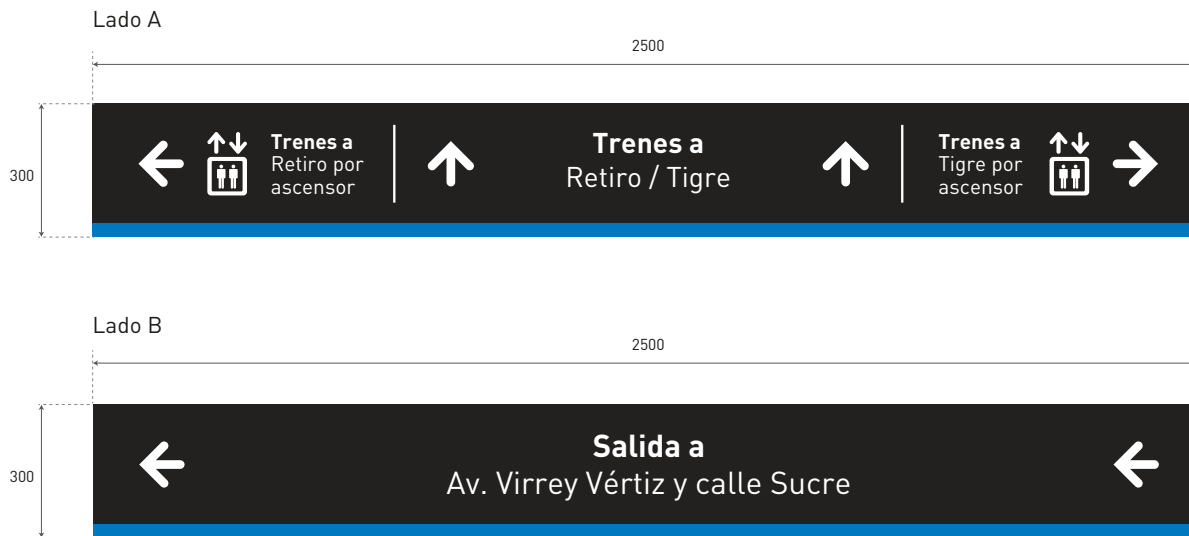 Lado A
2500
300
Trenes a
Retiro por
ascensor
Trenes a
Retiro / Tigre
Trenes a
Tigre por
ascensor
Lado B
2500
300
Salida a
Av. Virrey Vértiz y calle Sucre